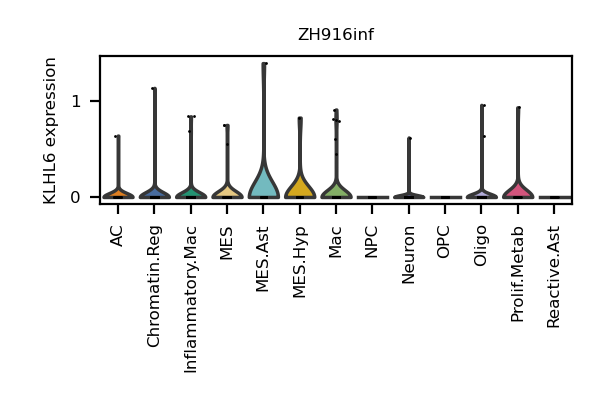 ZH916inf
KLHL6 expression
1
0
AC
Chromatin.Reg
Inflammatory.Mac
MES
MES.Ast
MES.Hyp
Mac
NPC
Neuron
OPC
Oligo
Prolif.Metab
Reactive.Ast